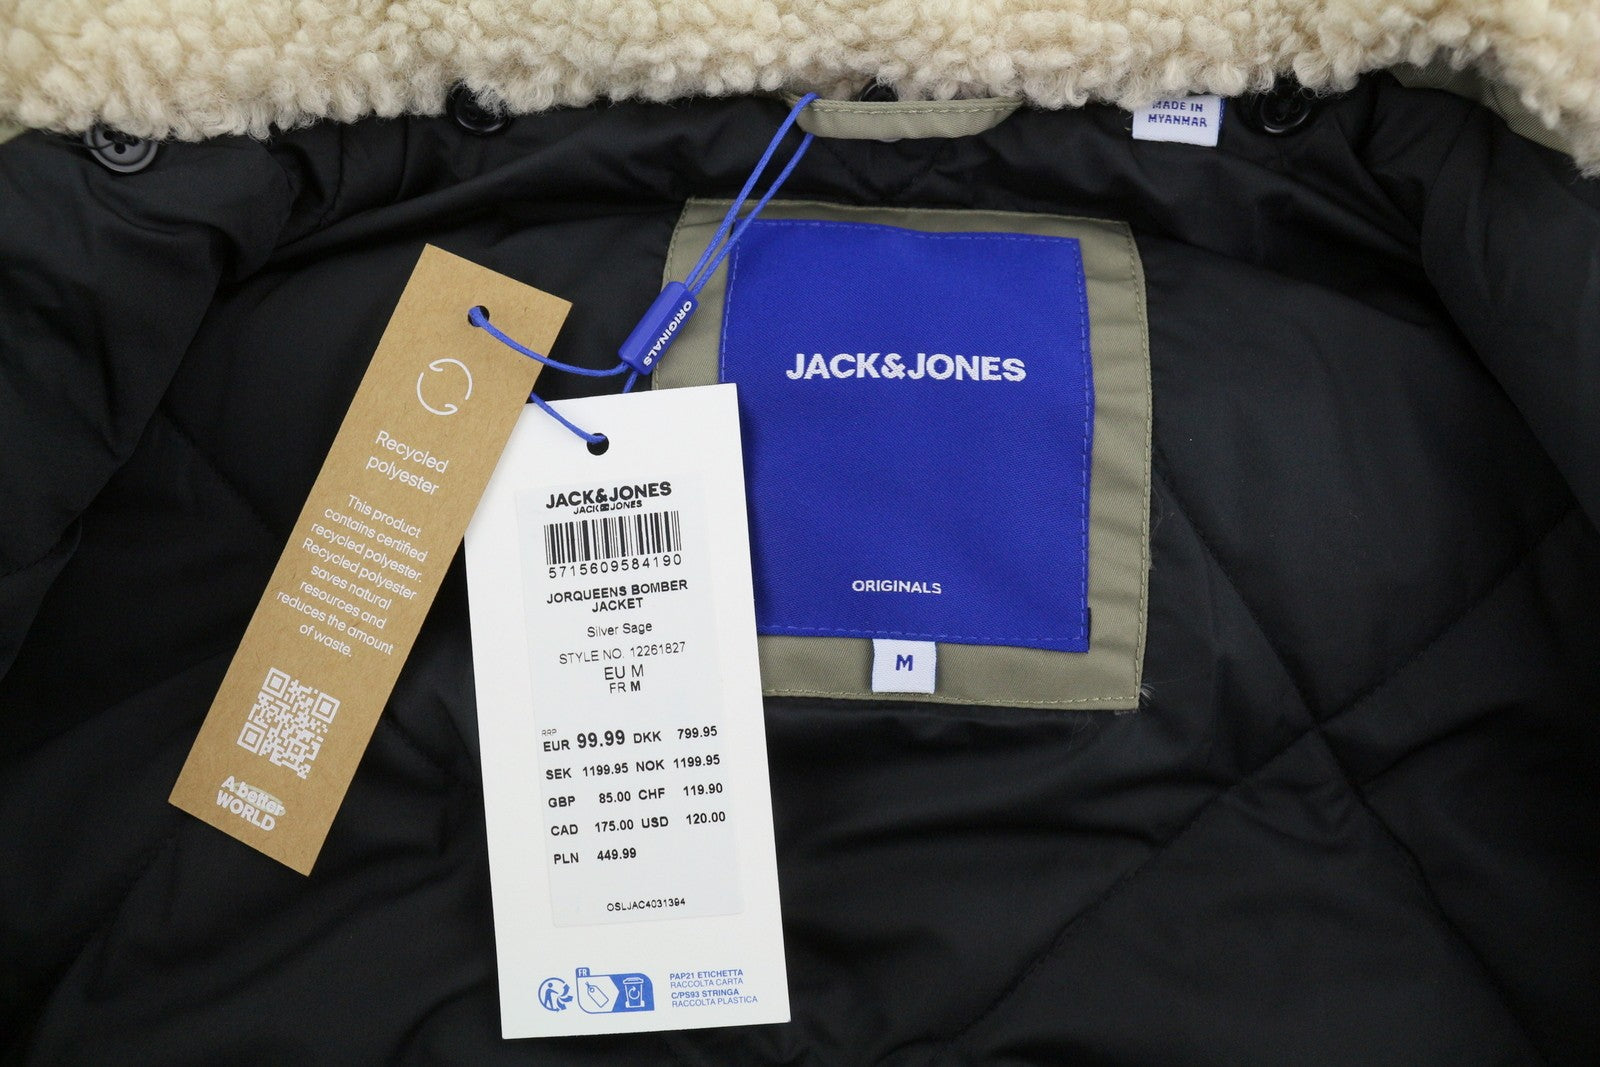 MADE IN
MYANMAR
JACK&JONES
ORIGINALS
M
ORIGINALS
Recycled
polyester
This product
contains certified
recycled polyester.
Recycled polyester
saves natural
resources and
reduces the amount
of waste.
A better
WORLD
JACK&JONES
JACK JONES
5715609584190
JORQUEENS BOMBER
JACKET
Silver Sage
STYLE NO. 12261827
EU M
FR M
RRP
EUR 99.99 DKK 799.95
SEK 1199.95 NOK 1199.95
GBP 85.00 CHF 119.90
CAD 175.00 USD 120.00
PLN 449.99
OSLJAC4031394
FR
PAP21 ETICHETTA
RACCOLTA CARTA
C/PS93 STRINGA
RACCOLTA PLASTICA